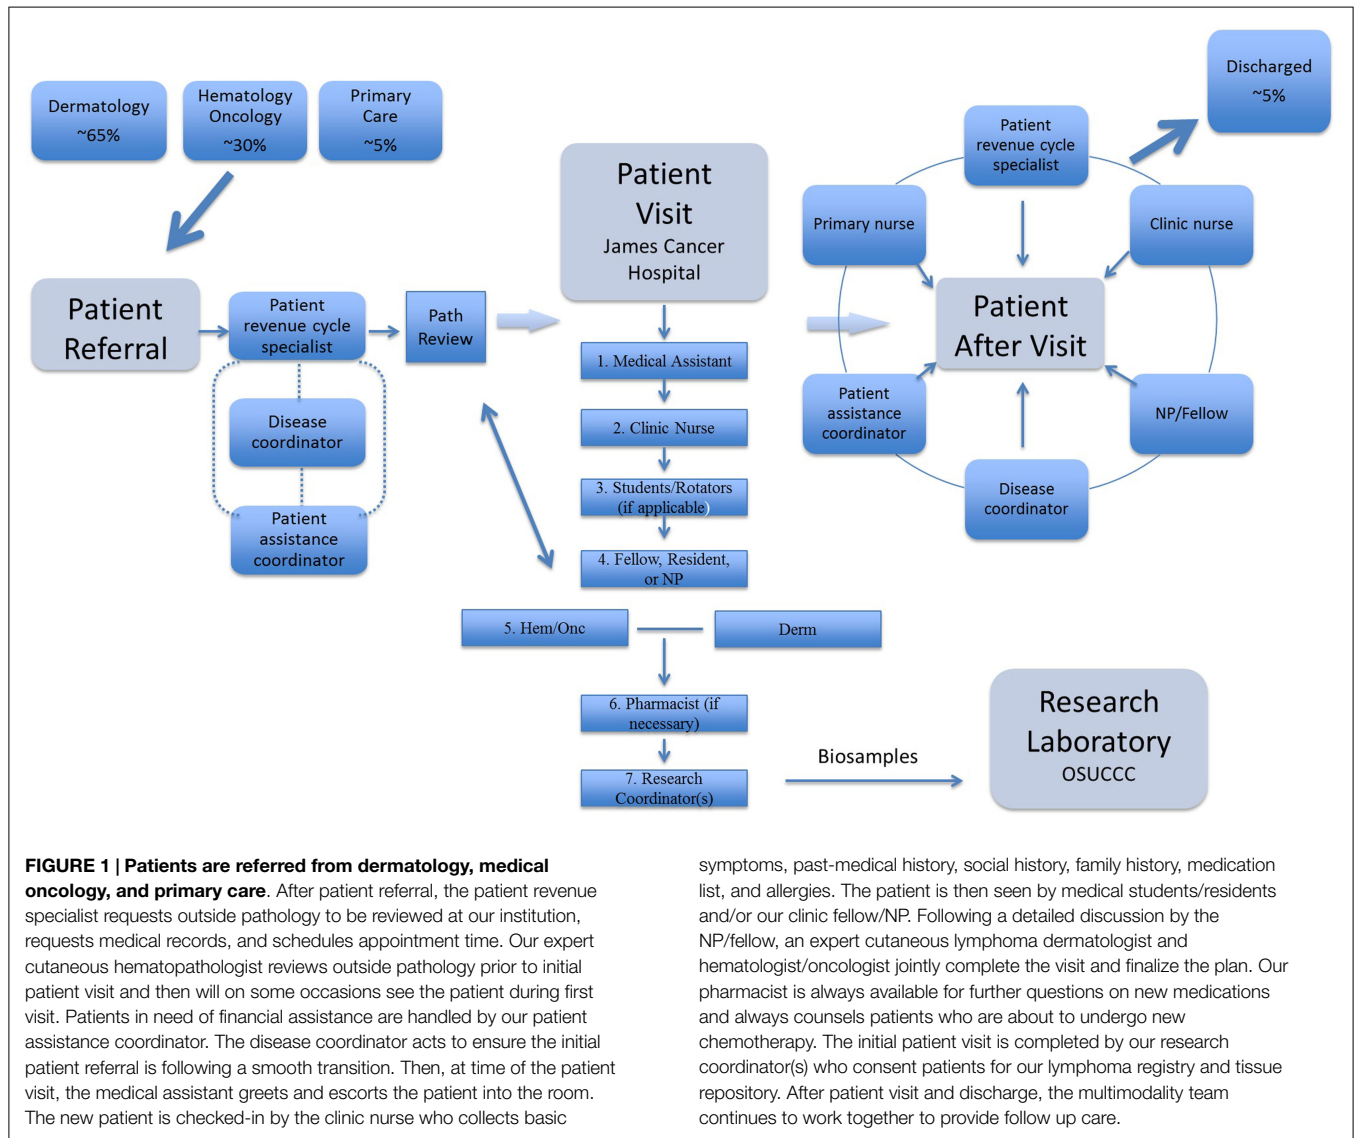 Dermatology
~65%
Hematology
Oncology
~30%
Primary
Care
~5%
Patient
Referral
Patient
revenue cycle
specialist
Disease
coordinator
Patient
assistance
coordinator
Path
Review
Patient
Visit
James Cancer
Hospital
1. Medical Assistant
2. Clinic Nurse
3. Students/Rotators
(if applicable)
4. Fellow, Resident,
or NP
5. Hem/Onc
Derm
6. Pharmacist (if
necessary)
7. Research
Coordinator(s)
Biosamples
Research
Laboratory
OSUCCC
Discharged
~5%
Patient
revenue cycle
specialist
Primary nurse
Clinic nurse
Patient
After Visit
Patient
assistance
coordinator
NP/Fellow
Disease
coordinator
FIGURE 1 | Patients are referred from dermatology, medical
oncology, and primary care. After patient referral, the patient revenue
specialist requests outside pathology to be reviewed at our institution,
requests medical records, and schedules appointment time. Our expert
cutaneous hematopathologist reviews outside pathology prior to initial
patient visit and then will on some occasions see the patient during first
visit. Patients in need of financial assistance are handled by our patient
assistance coordinator. The disease coordinator acts to ensure the initial
patient referral is following a smooth transition. Then, at time of the patient
visit, the medical assistant greets and escorts the patient into the room.
The new patient is checked-in by the clinic nurse who collects basic
symptoms, past-medical history, social history, family history, medication
list, and allergies. The patient is then seen by medical students/residents
and/or our clinic fellow/NP. Following a detailed discussion by the
NP/fellow, an expert cutaneous lymphoma dermatologist and
hematologist/oncologist jointly complete the visit and finalize the plan. Our
pharmacist is always available for further questions on new medications
and always counsels patients who are about to undergo new
chemotherapy. The initial patient visit is completed by our research
coordinator(s) who consent patients for our lymphoma registry and tissue
repository. After patient visit and discharge, the multimodality team
continues to work together to provide follow up care.